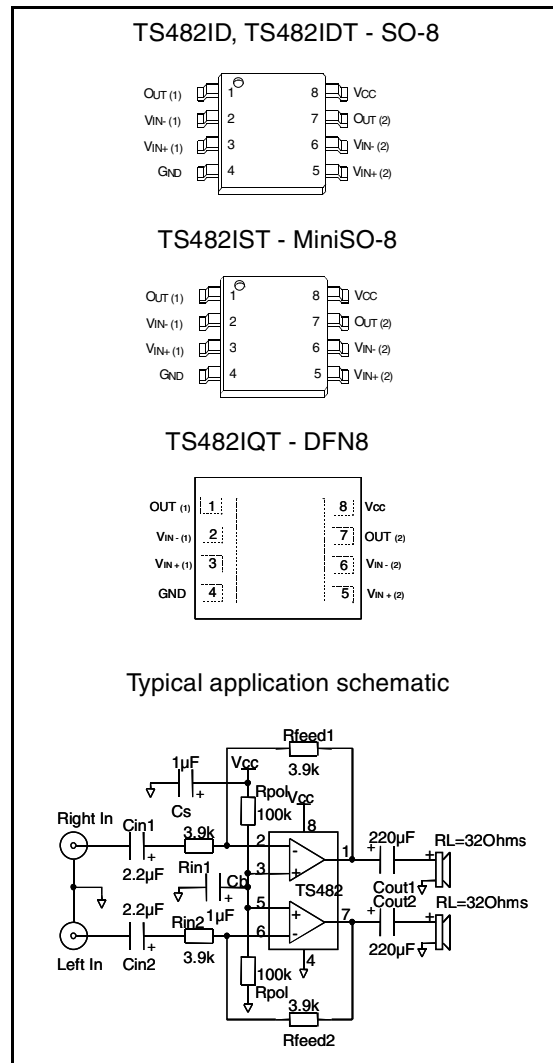 TS482ID, TS482IDT - SO-8
OUT (1) 1 8 VCC
VIN- (1) 2 7 OUT (2)
VIN+ (1) 3 6 VIN- (2)
GND 4 5 VIN+ (2)
TS482IST - MiniSO-8
OUT (1) 1 8 VCC
VIN- (1) 2 7 OUT (2)
VIN+ (1) 3 6 VIN- (2)
GND 4 5 VIN+ (2)
TS482IQT - DFN8
OUT (1) 1 8 Vcc
VIN - (1) 2 7 OUT (2)
VIN + (1) 3 6 VIN - (2)
GND 4 5 VIN + (2)
Typical application schematic
Rfeed1
1µF Vcc 3.9k
+ Cs Rpol Vcc
100k 8
Right In Cin1 3.9k 2 - 1 220µF RL=32Ohms
+ 2.2µF Rin1 Cb 3 + + Cout1 +
TS482
2.2µF Rin2 1µF 5 + 7 Cout2 RL=32Ohms
+ 6 - + +
Left In Cin2 3.9k 100k 4 220µF
Rpol 3.9k
Rfeed2